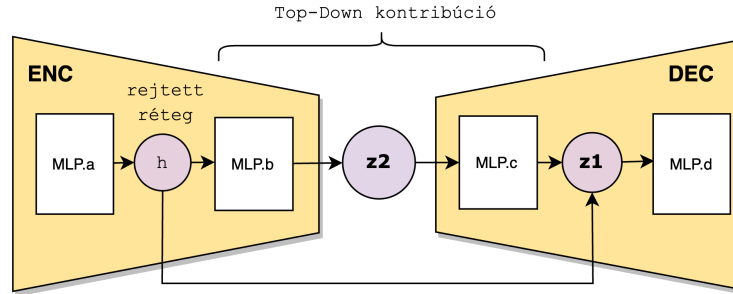 Top-Down kontribúció
ENC
DEC
rejtett
réteg
MLP.a
h
MLP.b
z2
MLP.c
z1
MLP.d